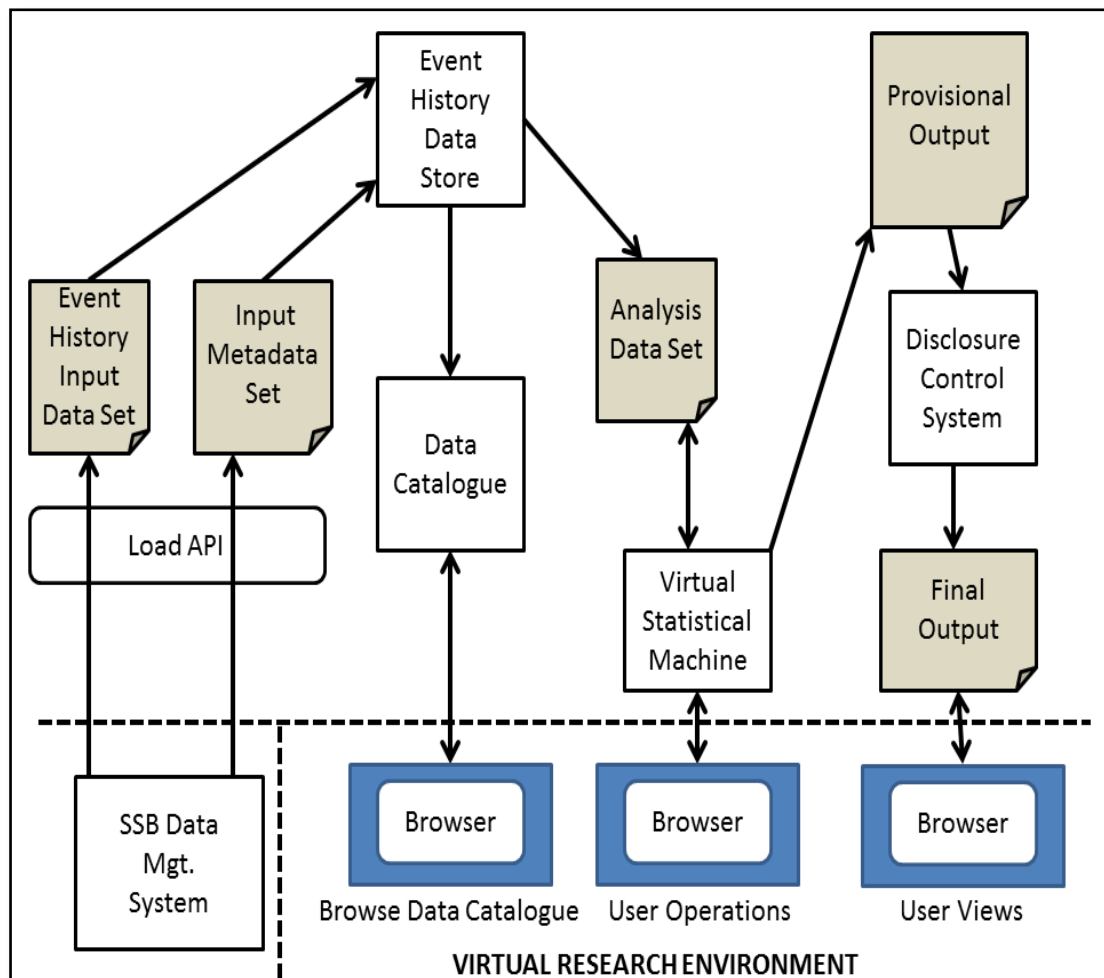 Event
History
Data
Store
Provisional
Output
Event
History
Input
Data Set
Input
Metadata
Set
Analysis
Data Set
Disclosure
Control
System
Data
Catalogue
Load API
Virtual
Statistical
Machine
Final
Output
SSB Data
Mgt.
System
Browser
Browser
Browser
Browse Data Catalogue
User Operations
User Views
VIRTUAL RESEARCH ENVIRONMENT